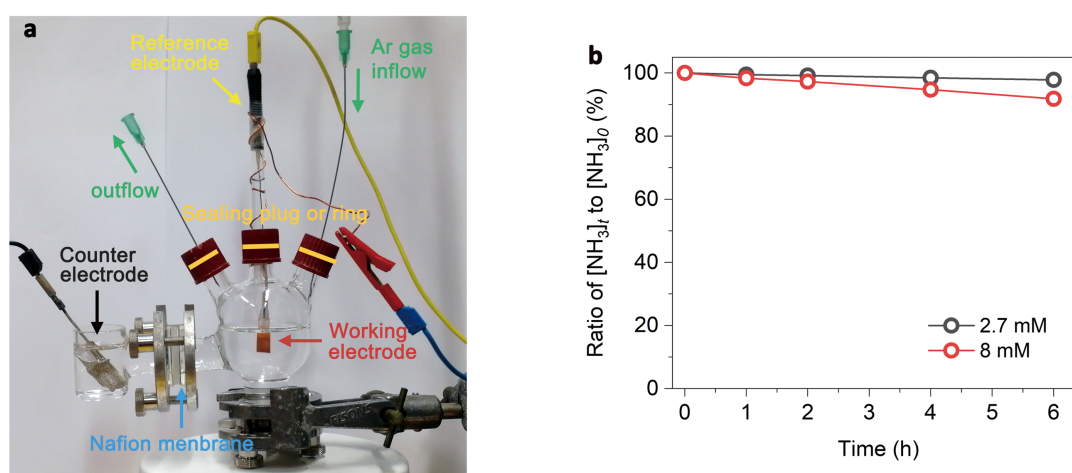 a
Reference
electrode
Ar gas
inflow
outflow
Sealing plug or ring
Counter
electrode
Working
electrode
Nafion menbrane
b
Ratio of [NH3]t to [NH3]0 (%)
100
80
60
40
20
0
2.7 mM
8 mM
0 1 2 3 4 5 6
Time (h)